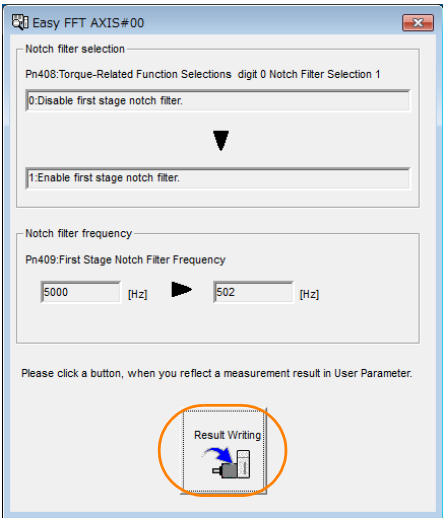 Easy FFT AXIS#00
Notch filter selection
Pn408:Torque-Related Function Selections digit 0 Notch Filter Selection 1
0:Disable first stage notch filter.
1:Enable first stage notch filter.
Notch filter frequency
Pn409:First Stage Notch Filter Frequency
5000 [Hz] 502 [Hz]
Please click a button, when you reflect a measurement result in User Parameter.
Result Writing